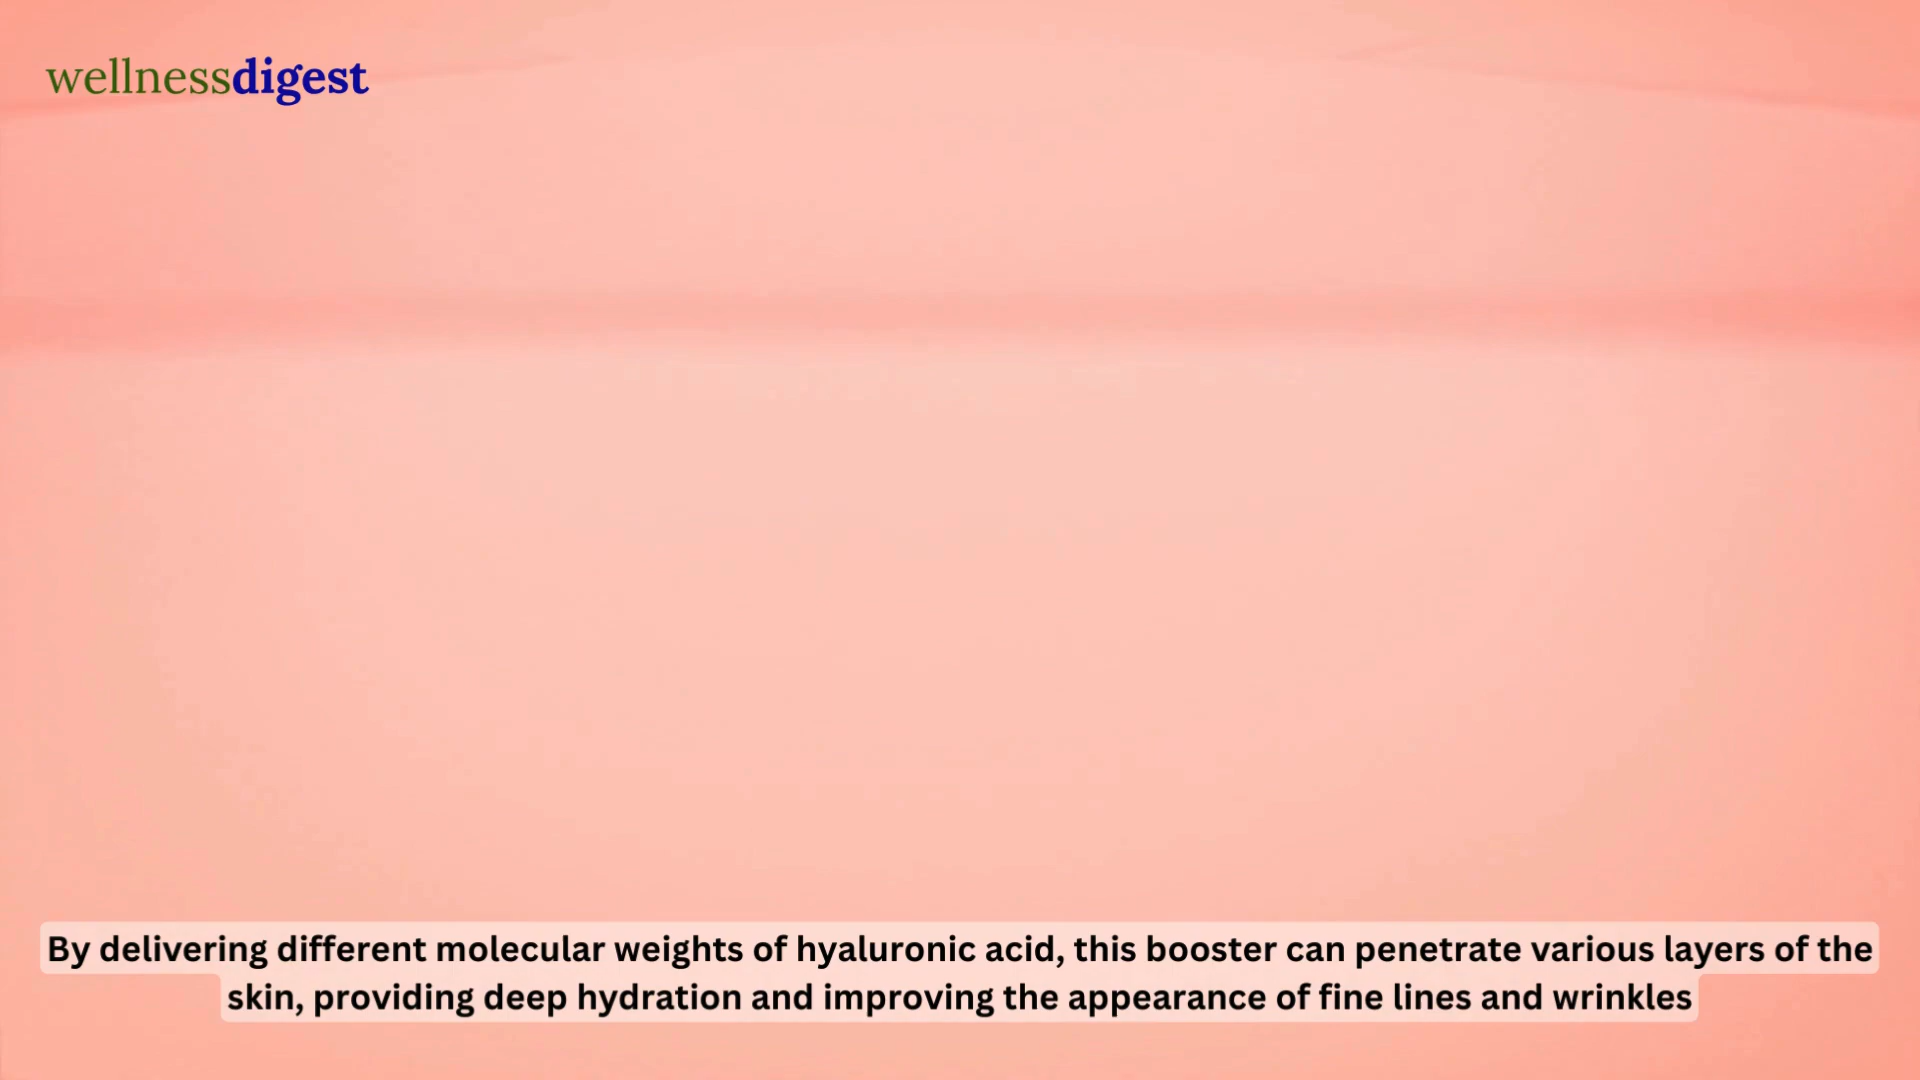 wellnessdigest
By delivering different molecular weights of hyaluronic acid, this booster can penetrate various layers of the
skin, providing deep hydration and improving the appearance of fine lines and wrinkles